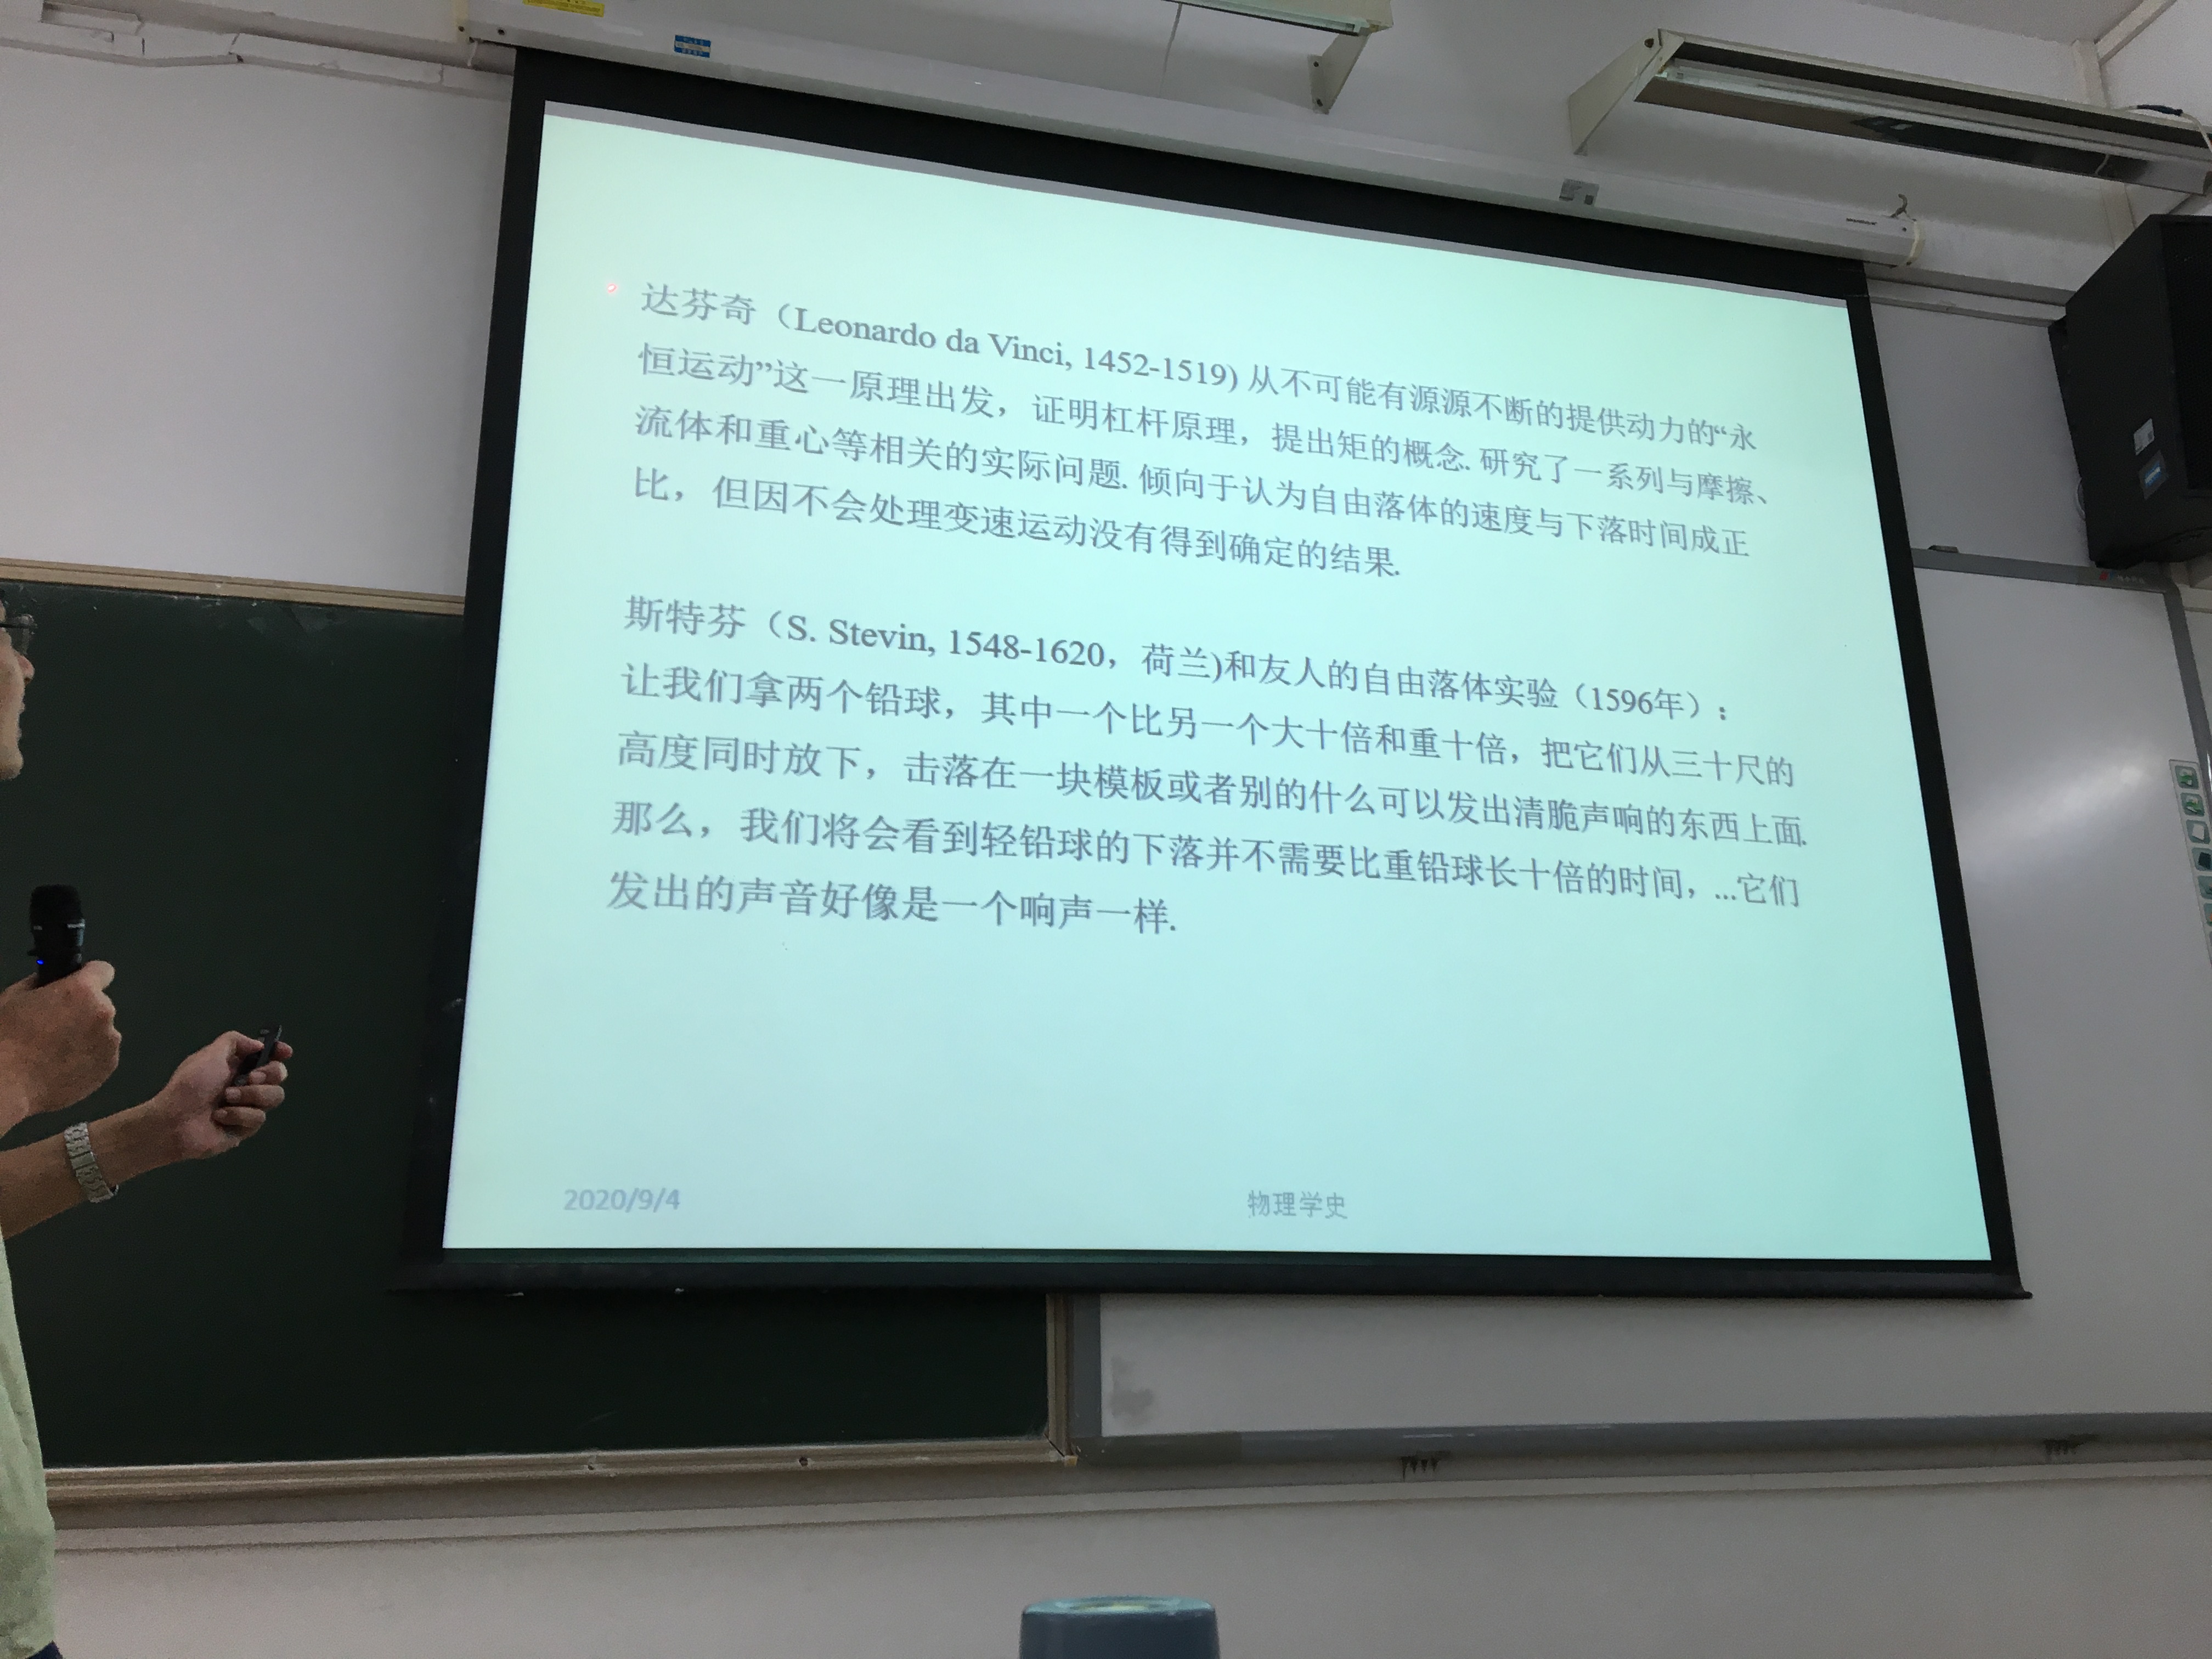 达芬奇（Leonardo da Vinci, 1452-1519) 从不可能有源源不断的提供动力的“永
恒运动”这一原理出发，证明杠杆原理，提出矩的概念. 研究了一系列与摩擦、
流体和重心等相关的实际问题. 倾向于认为自由落体的速度与下落时间成正
比，但因不会处理变速运动没有得到确定的结果.
斯特芬（S. Stevin, 1548-1620，荷兰)和友人的自由落体实验（1596年）：
让我们拿两个铅球，其中一个比另一个大十倍和重十倍，把它们从三十尺的
高度同时放下，击落在一块模板或者别的什么可以发出清脆声响的东西上面.
那么，我们将会看到轻铅球的下落并不需要比重铅球长十倍的时间，...它们
发出的声音好像是一个响声一样.
2020/9/4
物理学史